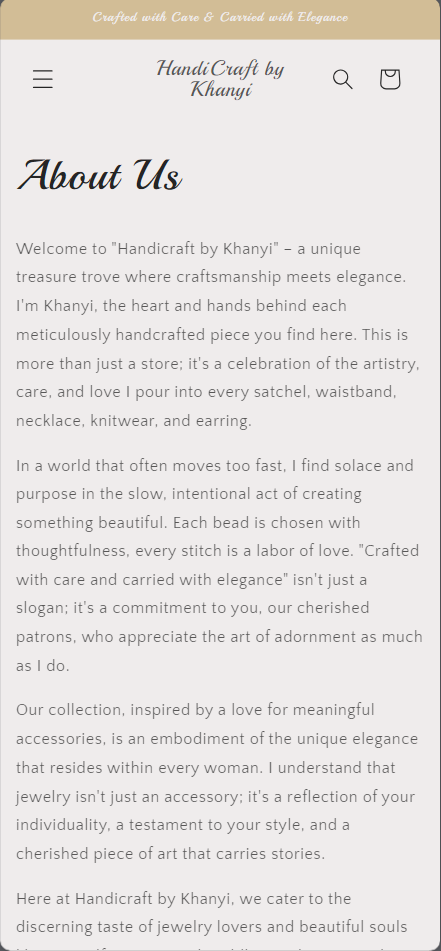 Crafted with Care & Carried with Elegance
HandiCraft by
Khanyi
About Us
Welcome to "Handicraft by Khanyi" – a unique
treasure trove where craftsmanship meets elegance.
I'm Khanyi, the heart and hands behind each
meticulously handcrafted piece you find here. This is
more than just a store; it's a celebration of the artistry,
care, and love I pour into every satchel, waistband,
necklace, knitwear, and earring.
In a world that often moves too fast, I find solace and
purpose in the slow, intentional act of creating
something beautiful. Each bead is chosen with
thoughtfulness, every stitch is a labor of love. "Crafted
with care and carried with elegance" isn't just a
slogan; it's a commitment to you, our cherished
patrons, who appreciate the art of adornment as much
as I do.
Our collection, inspired by a love for meaningful
accessories, is an embodiment of the unique elegance
that resides within every woman. I understand that
jewelry isn't just an accessory; it's a reflection of your
individuality, a testament to your style, and a
cherished piece of art that carries stories.
Here at Handicraft by Khanyi, we cater to the
discerning taste of jewelry lovers and beautiful souls